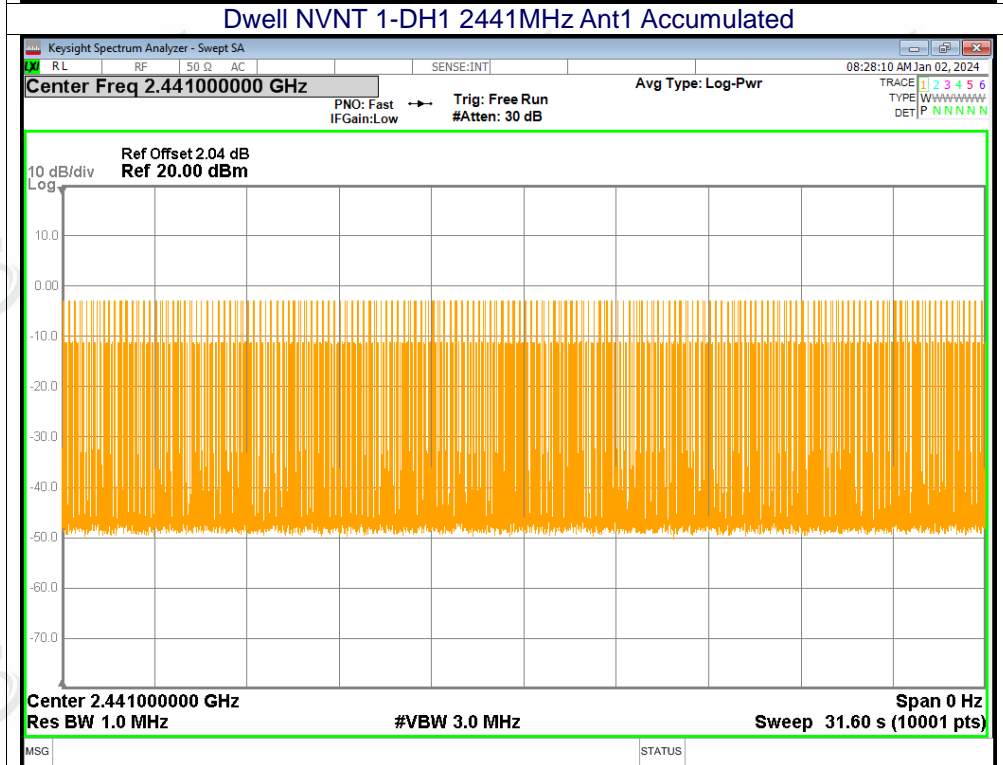 Dwell NVNT 1-DH1 2441MHz Ant1 Accumulated
Keysight Spectrum Analyzer - Swept SA
LXI RL RF 50 Ω AC SENSE:INT 08:28:10 AM Jan 02, 2024
Center Freq 2.441000000 GHz Avg Type: Log-Pwr TRACE 1 2 3 4 5 6
PNO: Fast Trig: Free Run TYPE WWWWWW
IFGain:Low #Atten: 30 dB DET P N N N N N
Ref Offset 2.04 dB
10 dB/div Ref 20.00 dBm
Log
10.0
0.00
-10.0
-20.0
-30.0
-40.0
-50.0
-60.0
-70.0
Center 2.441000000 GHz Span 0 Hz
Res BW 1.0 MHz #VBW 3.0 MHz Sweep 31.60 s (10001 pts)
MSG STATUS